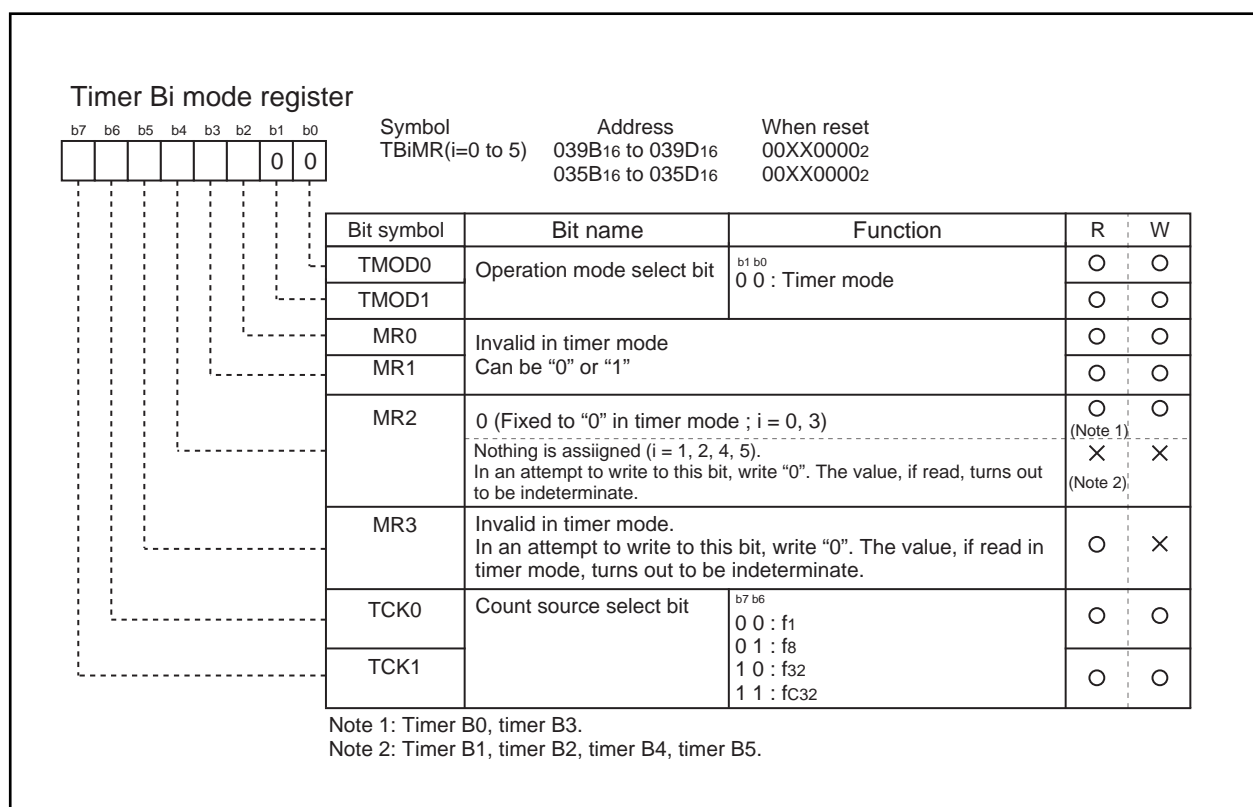 Timer Bi mode register
b7 b6 b5 b4 b3 b2 b1 b0
0 0
Symbol Address When reset
TBiMR(i=0 to 5) 039B16 to 039D16 00XX00002
035B16 to 035D16 00XX00002
Bit symbol Bit name Function R W
TMOD0 Operation mode select bit b1 b0
0 0 : Timer mode
TMOD1
MR0 Invalid in timer mode
MR1 Can be “0” or “1”
MR2 0 (Fixed to “0” in timer mode ; i = 0, 3)
(Note 1)
Nothing is assiigned (i = 1, 2, 4, 5).
In an attempt to write to this bit, write “0”. The value, if read, turns out
to be indeterminate.
(Note 2)
MR3 Invalid in timer mode.
In an attempt to write to this bit, write “0”. The value, if read in
timer mode, turns out to be indeterminate.
TCK0 Count source select bit b7 b6
0 0 : f1
0 1 : f8
TCK1 1 0 : f32
1 1 : fC32
Note 1: Timer B0, timer B3.
Note 2: Timer B1, timer B2, timer B4, timer B5.